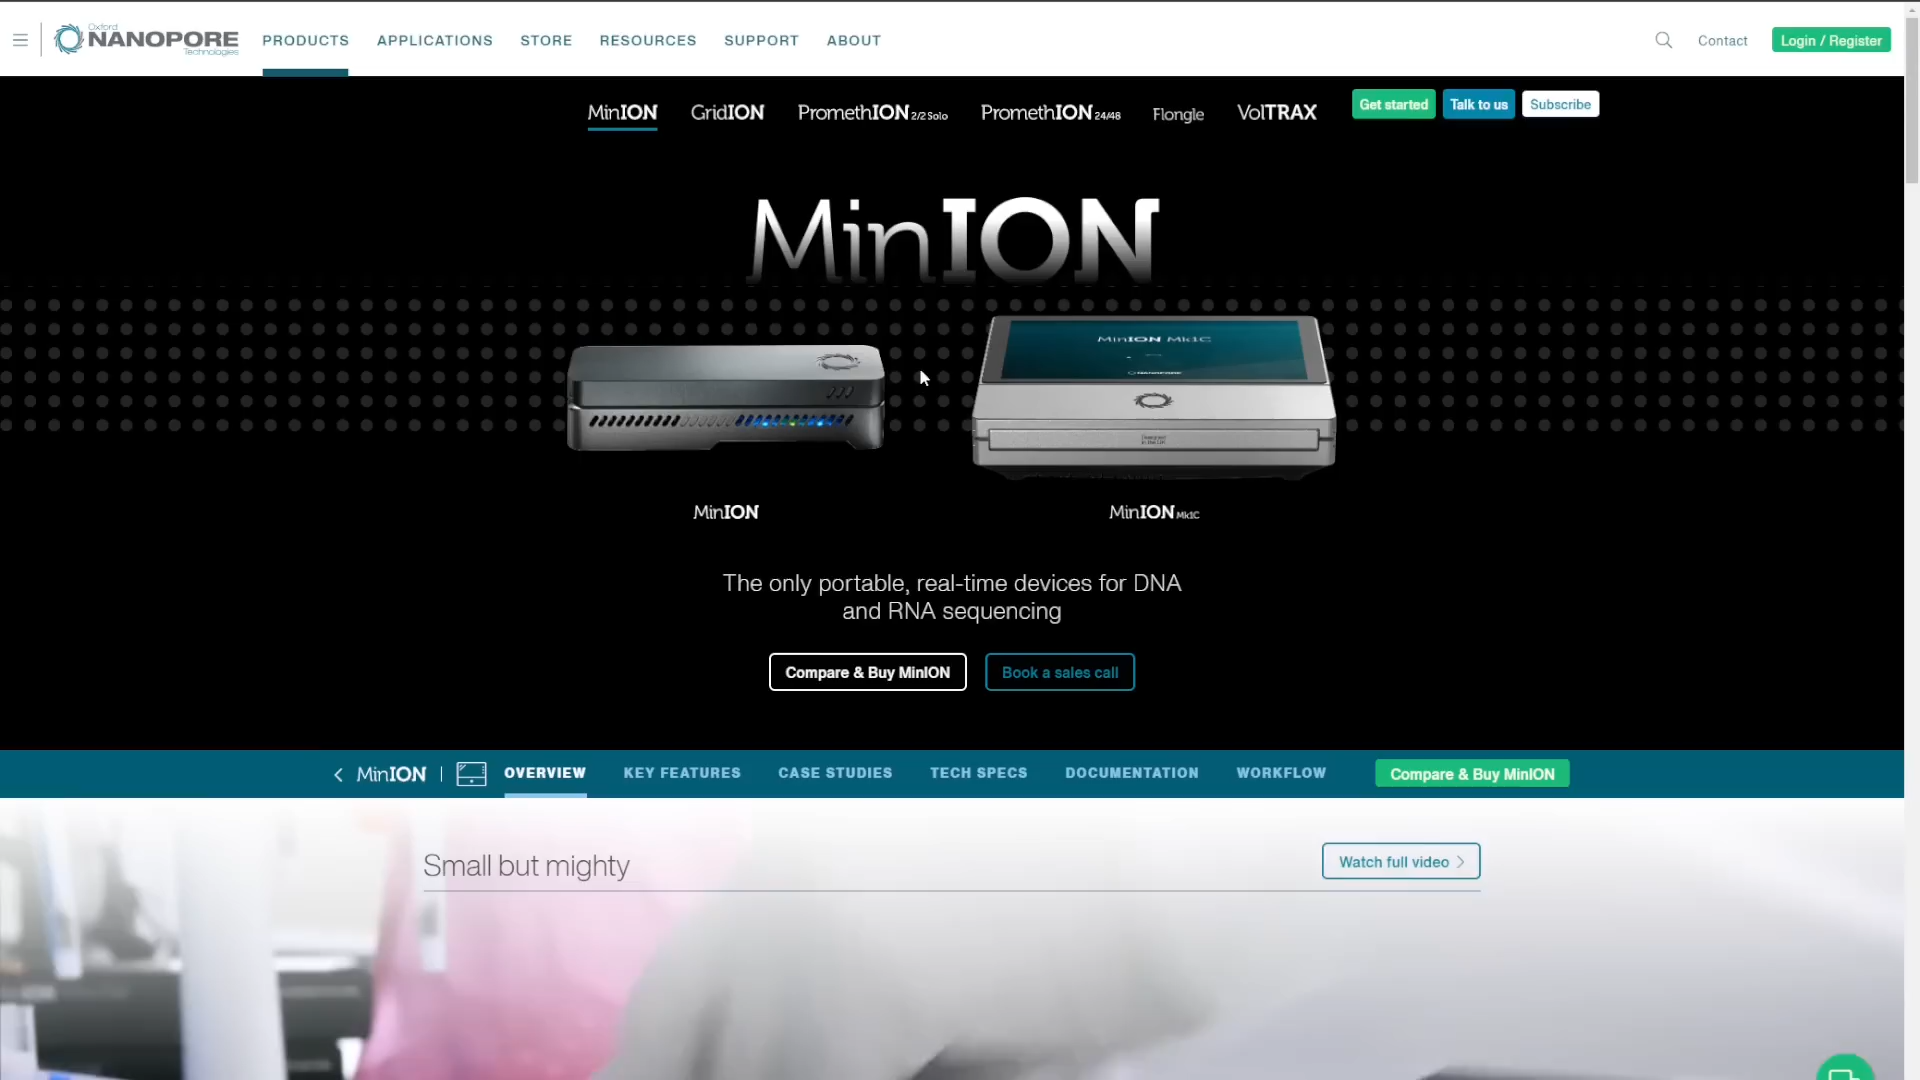 Oxford
NANOPORE
Technologies
PRODUCTS
APPLICATIONS
STORE
RESOURCES
SUPPORT
ABOUT
Contact
Login / Register
MinION
GridION
PromethION 2/2 Solo
PromethION 24/48
Flongle
VolTRAX
Get started
Talk to us
Subscribe
MinION
MinION Mk1C
NANOPORE
MinION
MinION Mk1C
The only portable, real-time devices for DNA
and RNA sequencing
Compare & Buy MinION
Book a sales call
MinION
OVERVIEW
KEY FEATURES
CASE STUDIES
TECH SPECS
DOCUMENTATION
WORKFLOW
Compare & Buy MinION
Small but mighty
Watch full video